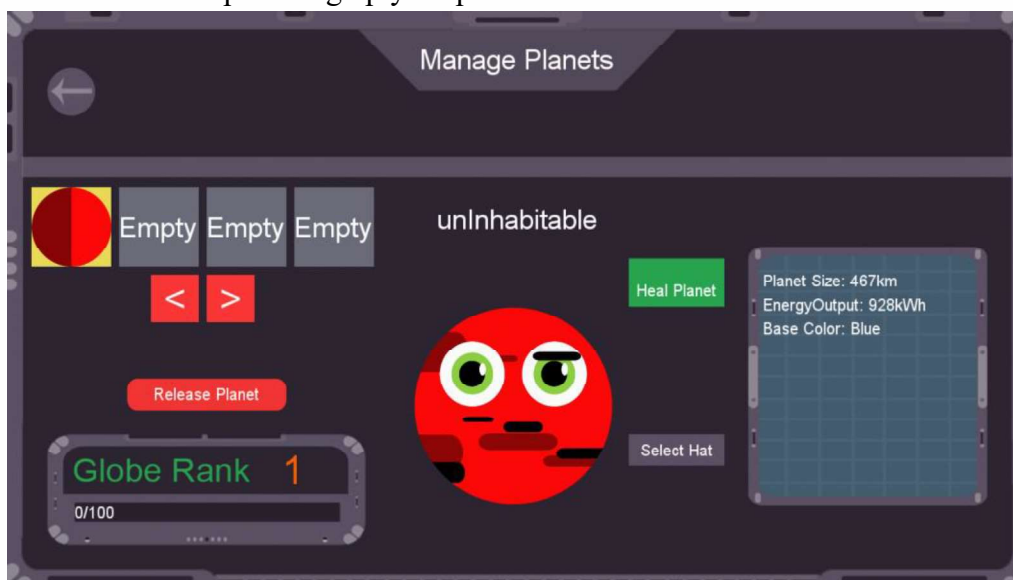 Manage Planets
Empty Empty Empty
unInhabitable
< >
Heal Planet
Planet Size: 467km
EnergyOutput: 928kWh
Base Color: Blue
Release Planet
Select Hat
Globe Rank 1
0/100